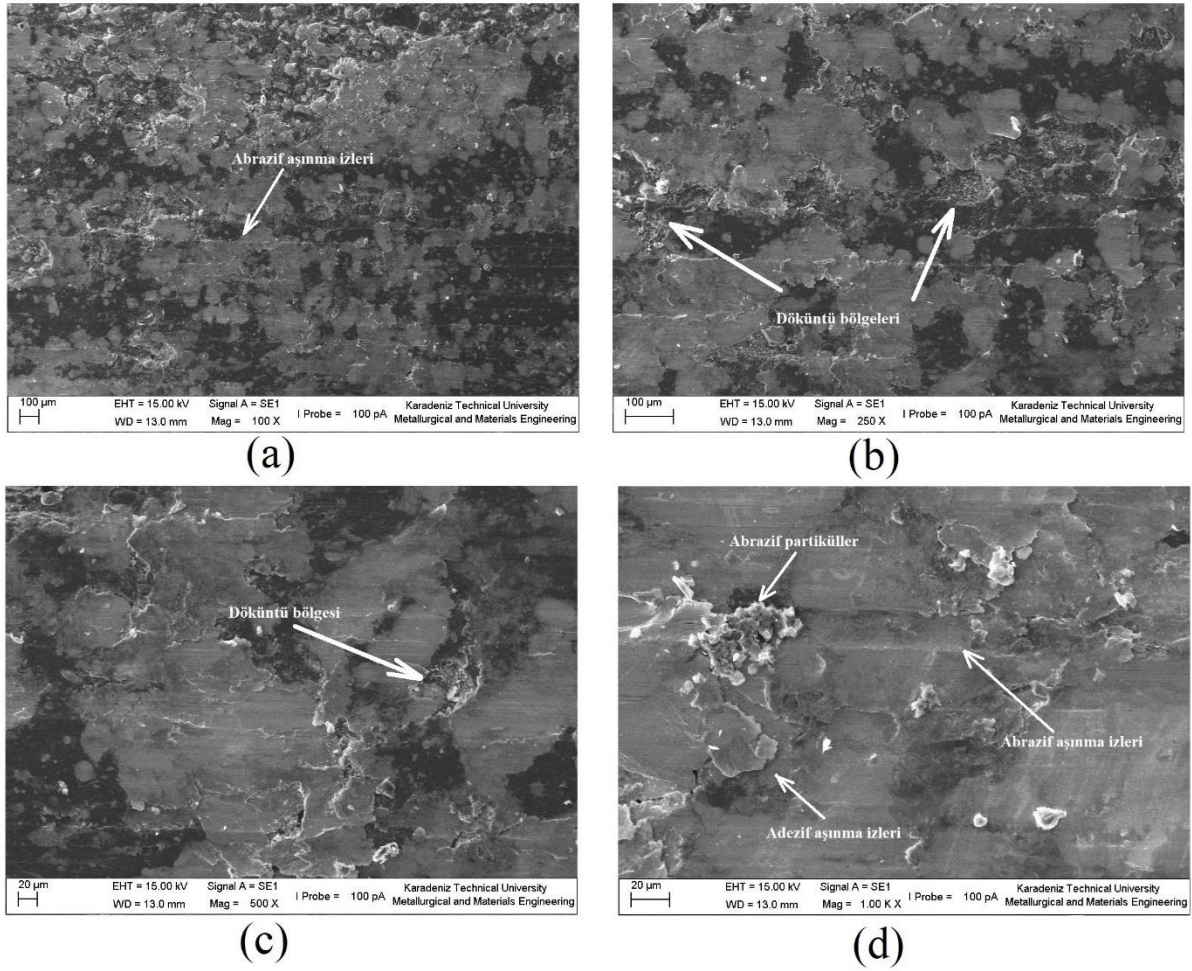 Abrazif aşınma izleri
100 µm
EHT = 15.00 kV Signal A = SE1 I Probe = 100 pA Karadeniz Technical University
WD = 13.0 mm Mag = 100 X Metallurgical and Materials Engineering
(a)
Döküntü bölgeleri
100 µm
EHT = 15.00 kV Signal A = SE1 I Probe = 100 pA Karadeniz Technical University
WD = 13.0 mm Mag = 250 X Metallurgical and Materials Engineering
(b)
Döküntü bölgesi
20 µm
EHT = 15.00 kV Signal A = SE1 I Probe = 100 pA Karadeniz Technical University
WD = 13.0 mm Mag = 500 X Metallurgical and Materials Engineering
(c)
Abrazif partiküller
Abrazif aşınma izleri
Adezif aşınma izleri
20 µm
EHT = 15.00 kV Signal A = SE1 I Probe = 100 pA Karadeniz Technical University
WD = 13.0 mm Mag = 1.00 K X Metallurgical and Materials Engineering
(d)